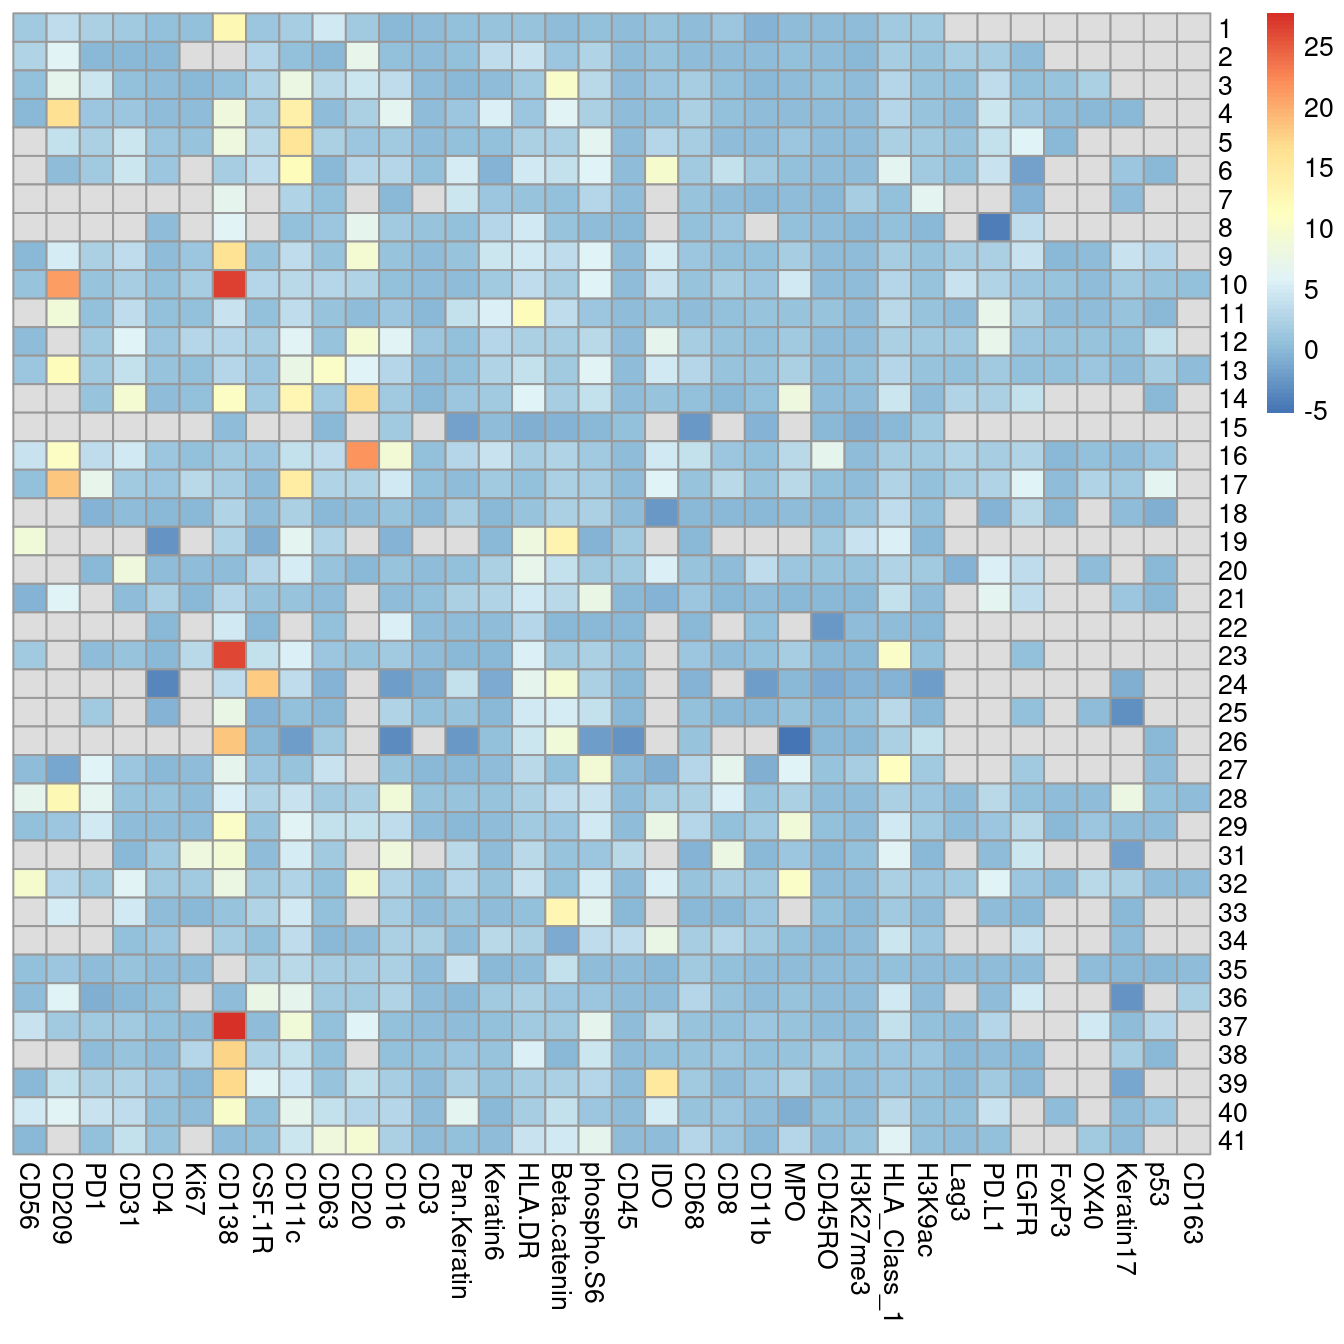 1
2
3
4
5
6
7
8
9
10
11
12
13
14
15
16
17
18
19
20
21
22
23
24
25
26
27
28
29
31
32
33
34
35
36
37
38
39
40
41
CD56
CD209
PD1
CD31
CD4
Ki67
CD138
CSF.1R
CD11c
CD63
CD20
CD16
CD3
Pan.Keratin
Keratin6
HLA.DR
Beta.catenin
phospho.S6
CD45
IDO
CD68
CD8
CD11b
MPO
CD45RO
H3K27me3
HLA_Class_1
H3K9ac
Lag3
PD.L1
EGFR
FoxP3
OX40
Keratin17
p53
CD163
25
20
15
10
5
0
-5